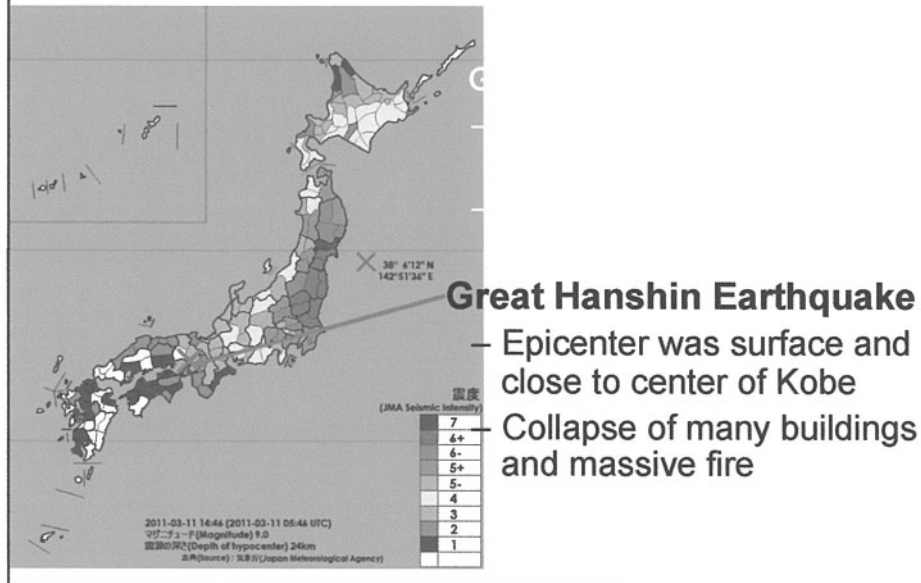 G
38° 6'12" N
142°51'36" E
Great Hanshin Earthquake
– Epicenter was surface and
close to center of Kobe
– Collapse of many buildings
and massive fire
震度
(JMA Seismic Intensity)
7
6+
6-
5+
5-
4
3
2
1
2011-03-11 14:46 (2011-03-11 05:46 UTC)
マグニチュード(Magnitude) 9.0
震源の深さ(Depth of hypocenter) 24km
出典(Source) : 気象庁(Japan Meteorological Agency)